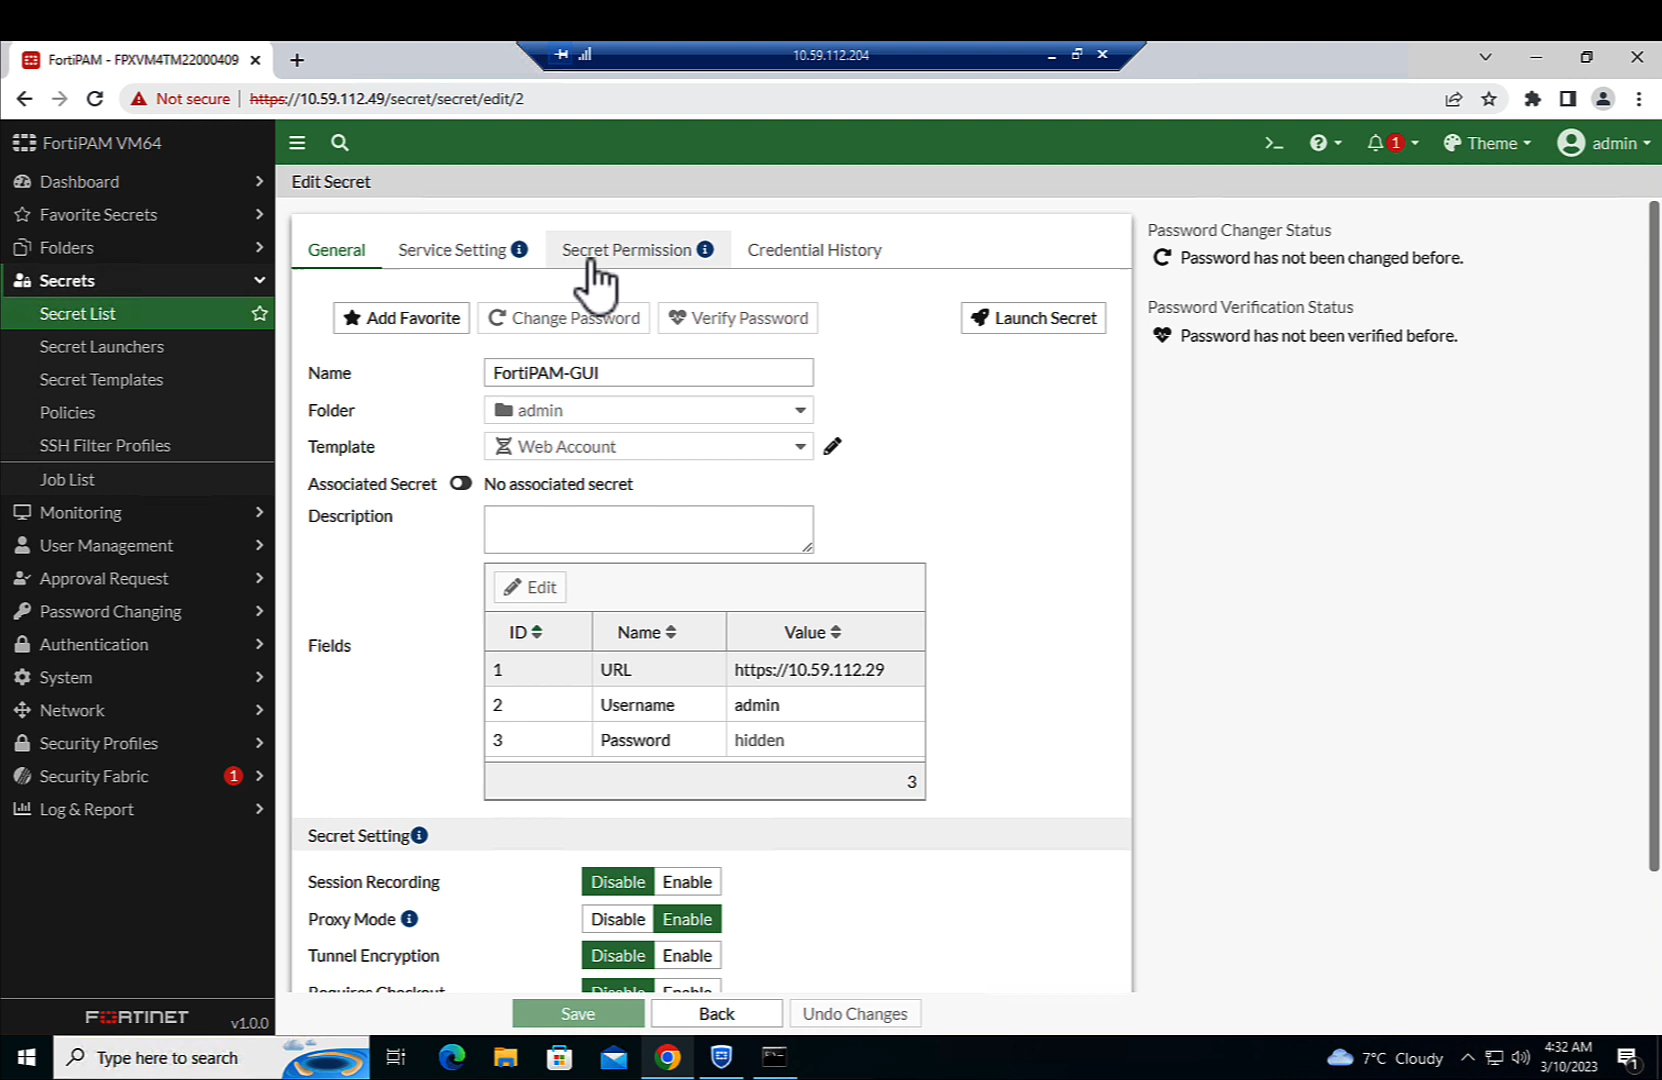 FortiPAM - FPXVM4TM22000409
10.59.112.204
Not secure
https://10.59.112.49/secret/secret/edit/2
FortiPAM VM64
>_
1
Theme
admin
Dashboard
Favorite Secrets
Folders
Secrets
Secret List
Secret Launchers
Secret Templates
Policies
SSH Filter Profiles
Job List
Monitoring
User Management
Approval Request
Password Changing
Authentication
System
Network
Security Profiles
Security Fabric 1
Log & Report
FORTINET v1.0.0
Edit Secret
General Service Setting Secret Permission Credential History
Add Favorite Change Password Verify Password Launch Secret
Name FortiPAM-GUI
Folder admin
Template Web Account
Associated Secret No associated secret
Description
Edit
Fields
ID Name Value
1 URL https://10.59.112.29
2 Username admin
3 Password hidden
3
Secret Setting
Session Recording Disable Enable
Proxy Mode Disable Enable
Tunnel Encryption Disable Enable
Requires Checkout Disable Enable
Save Back Undo Changes
Password Changer Status
Password has not been changed before.
Password Verification Status
Password has not been verified before.
Type here to search
7°C Cloudy
4:32 AM
3/10/2023
1